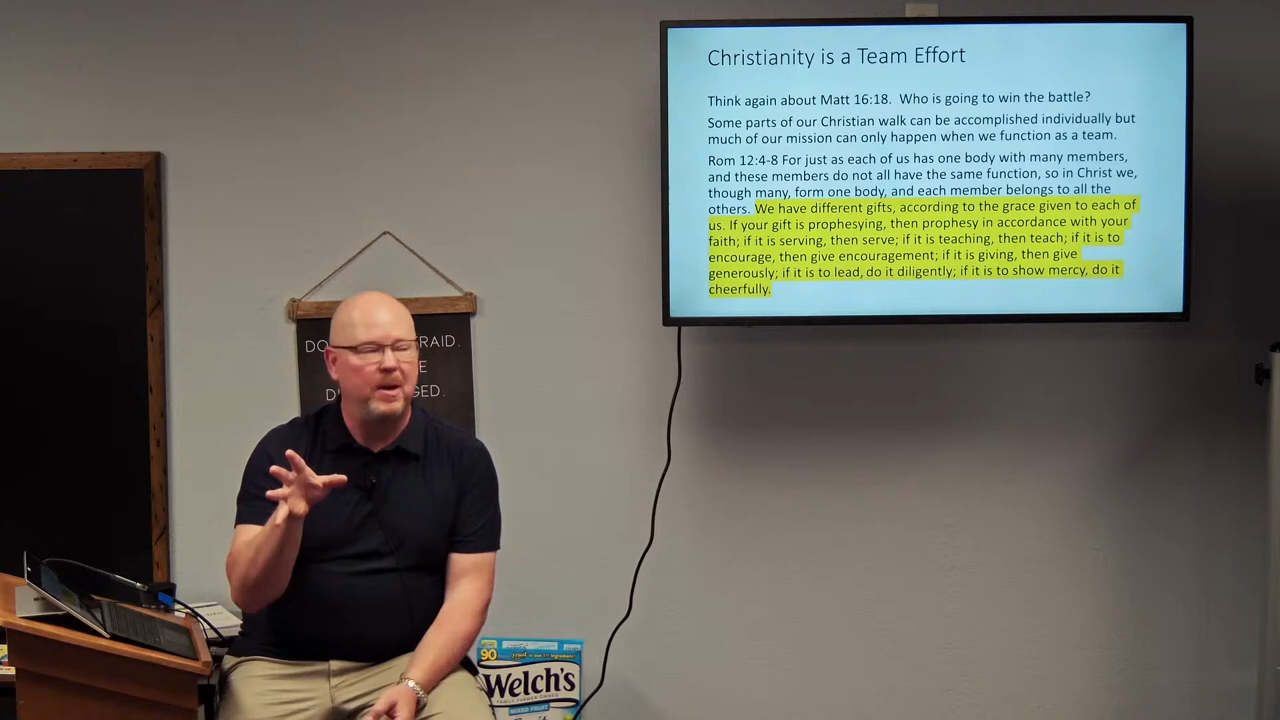 Christianity is a Team Effort
Think again about Matt 16:18. Who is going to win the battle?
Some parts of our Christian walk can be accomplished individually but
much of our mission can only happen when we function as a team.
Rom 12:4-8 For just as each of us has one body with many members,
and these members do not all have the same function, so in Christ we,
though many, form one body, and each member belongs to all the
others. We have different gifts, according to the grace given to each of
us. If your gift is prophesying, then prophesy in accordance with your
faith; if it is serving, then serve; if it is teaching, then teach; if it is to
encourage, then give encouragement; if it is giving, then give
generously; if it is to lead, do it diligently; if it is to show mercy, do it
cheerfully.
DO RAID.
E
D GED.
90
Welch's
MIXED FRUIT